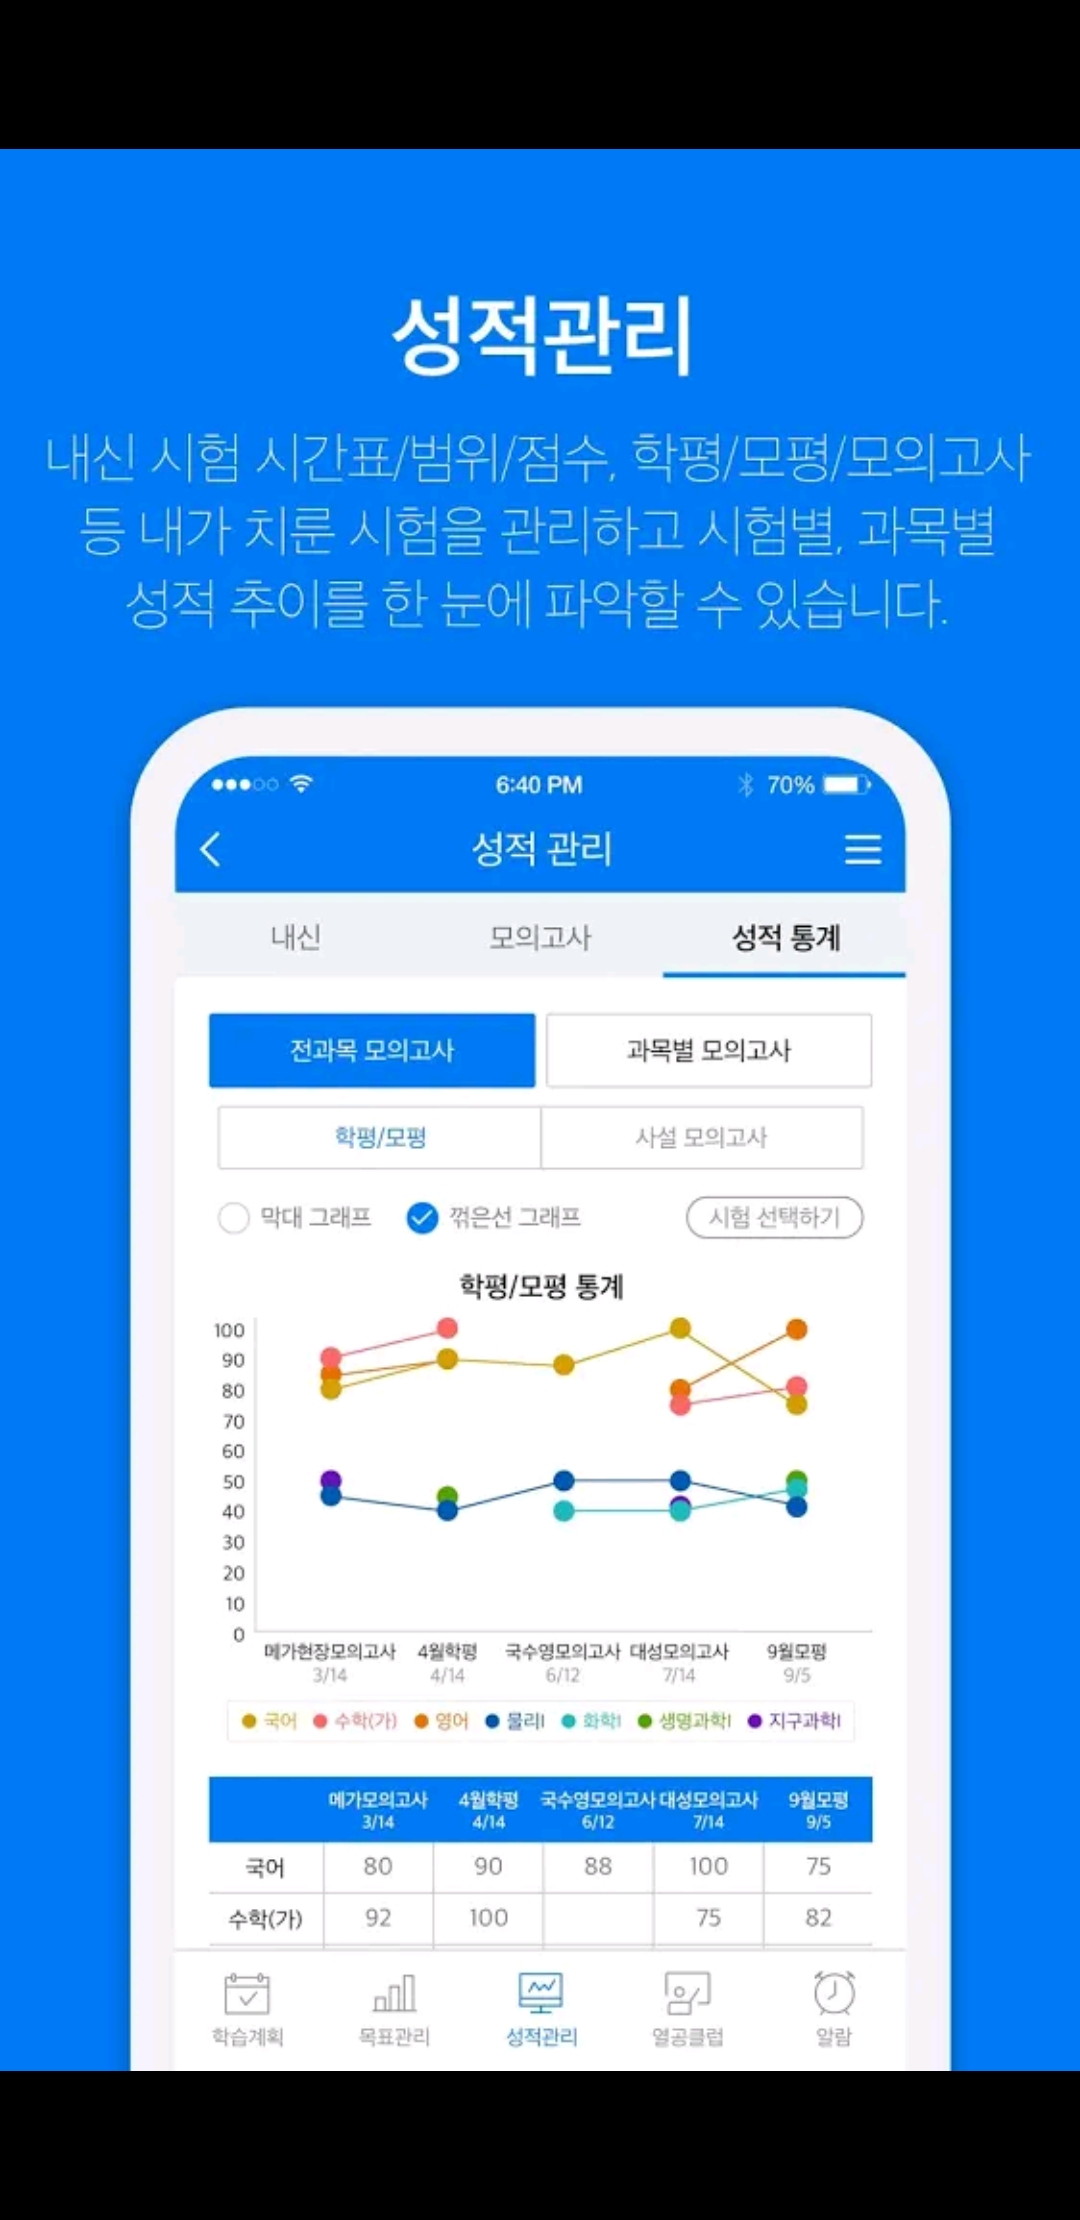 성적관리
내신 시험 시간표/범위/점수, 학평/모평/모의고사
등 내가 치룬 시험을 관리하고 시험별, 과목별
성적 추이를 한 눈에 파악할 수 있습니다.
6:40 PM 70%
성적 관리
내신 모의고사 성적 통계
전과목 모의고사 과목별 모의고사
학평/모평 사설 모의고사
막대 그래프 꺾은선 그래프 시험 선택하기
학평/모평 통계
100
90
80
70
60
50
40
30
20
10
0
메가현장모의고사 4월학평 국수영모의고사 대성모의고사 9월모평
3/14 4/14 6/12 7/14 9/5
국어 수학(가) 영어 물리I 화학I 생명과학I 지구과학I
메가모의고사 4월학평 국수영모의고사 대성모의고사 9월모평
3/14 4/14 6/12 7/14 9/5
국어 80 90 88 100 75
수학(가) 92 100 75 82
학습계획 목표관리 성적관리 열공클럽 알람